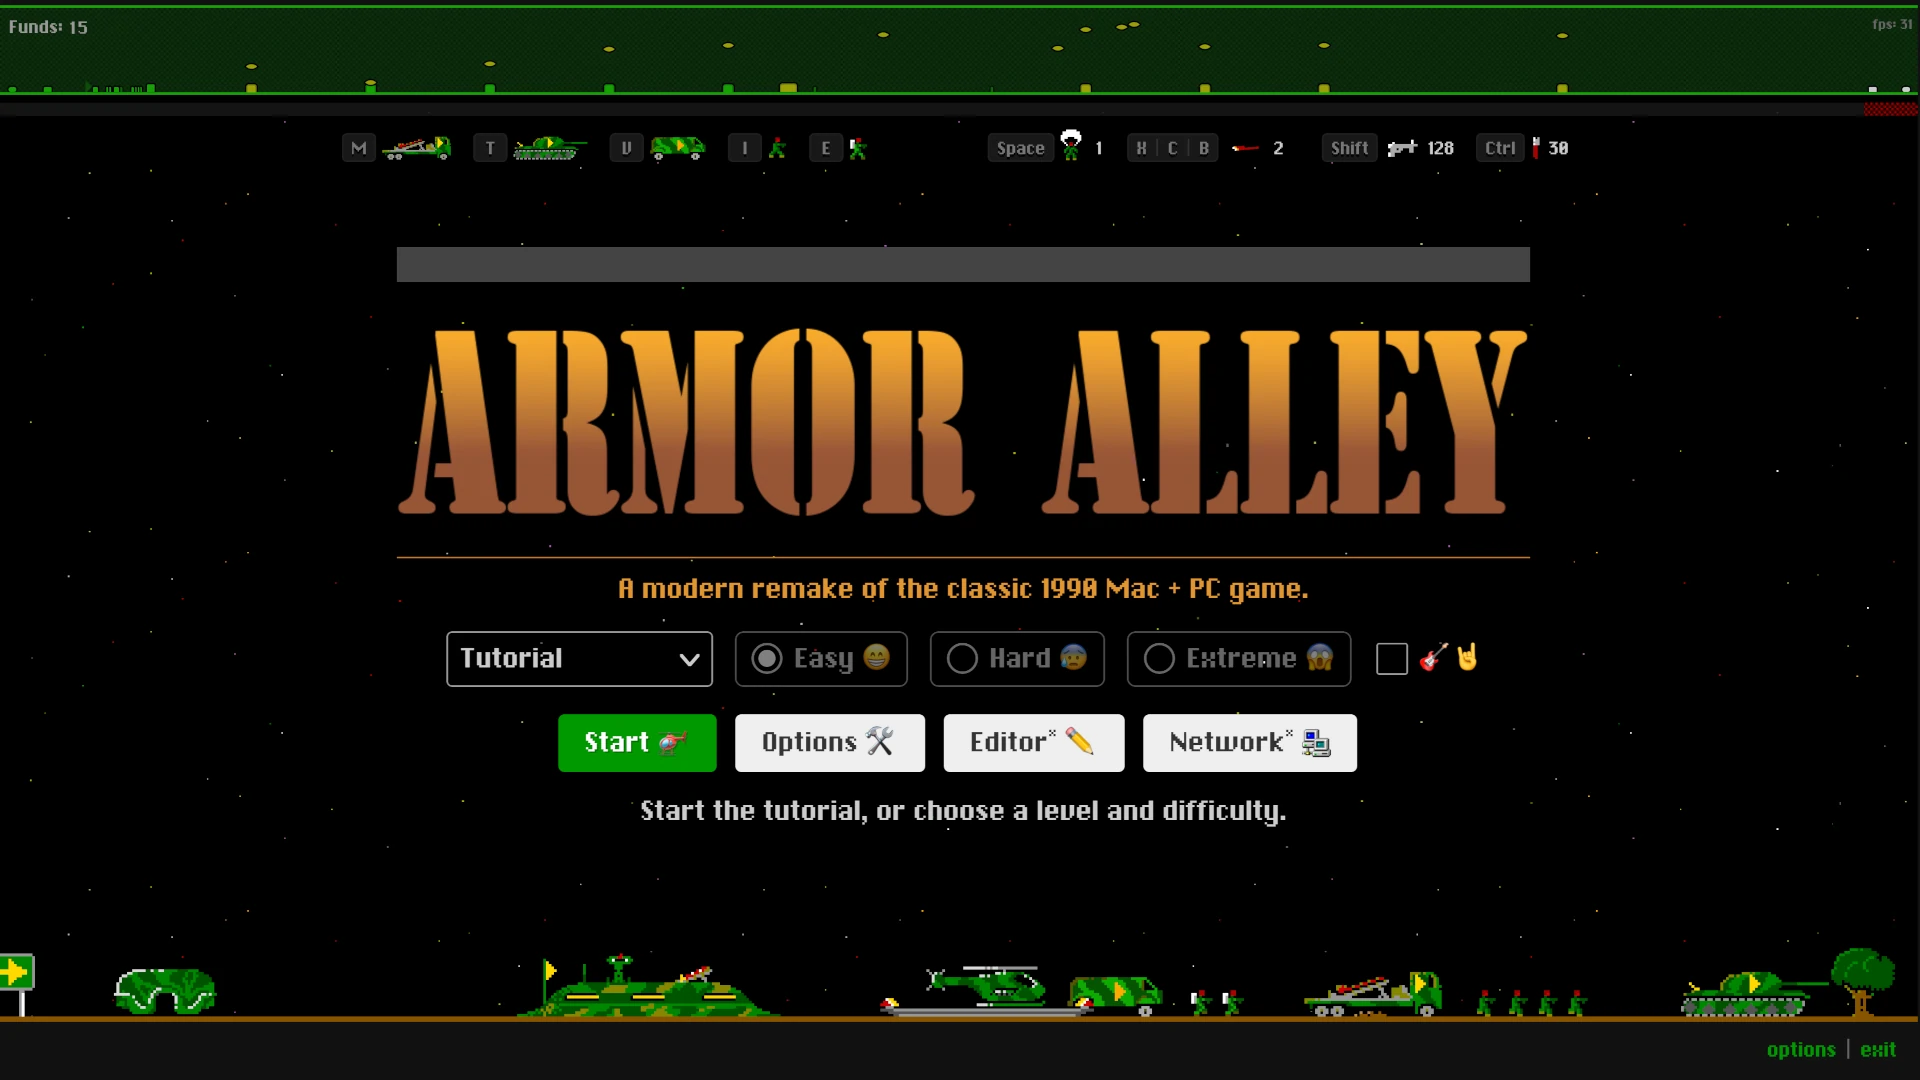 Funds: 15
fps: 31
M T V I E Space 1 X | C | B 2 Shift 128 Ctrl 30
ARMOR ALLEY
A modern remake of the classic 1990 Mac + PC game.
Tutorial Easy 😁 Hard 😰 Extreme 😱 🎸 🤘
Start 🚁 Options 🛠 Editor* ✏️ Network*
Start the tutorial, or choose a level and difficulty.
options | exit